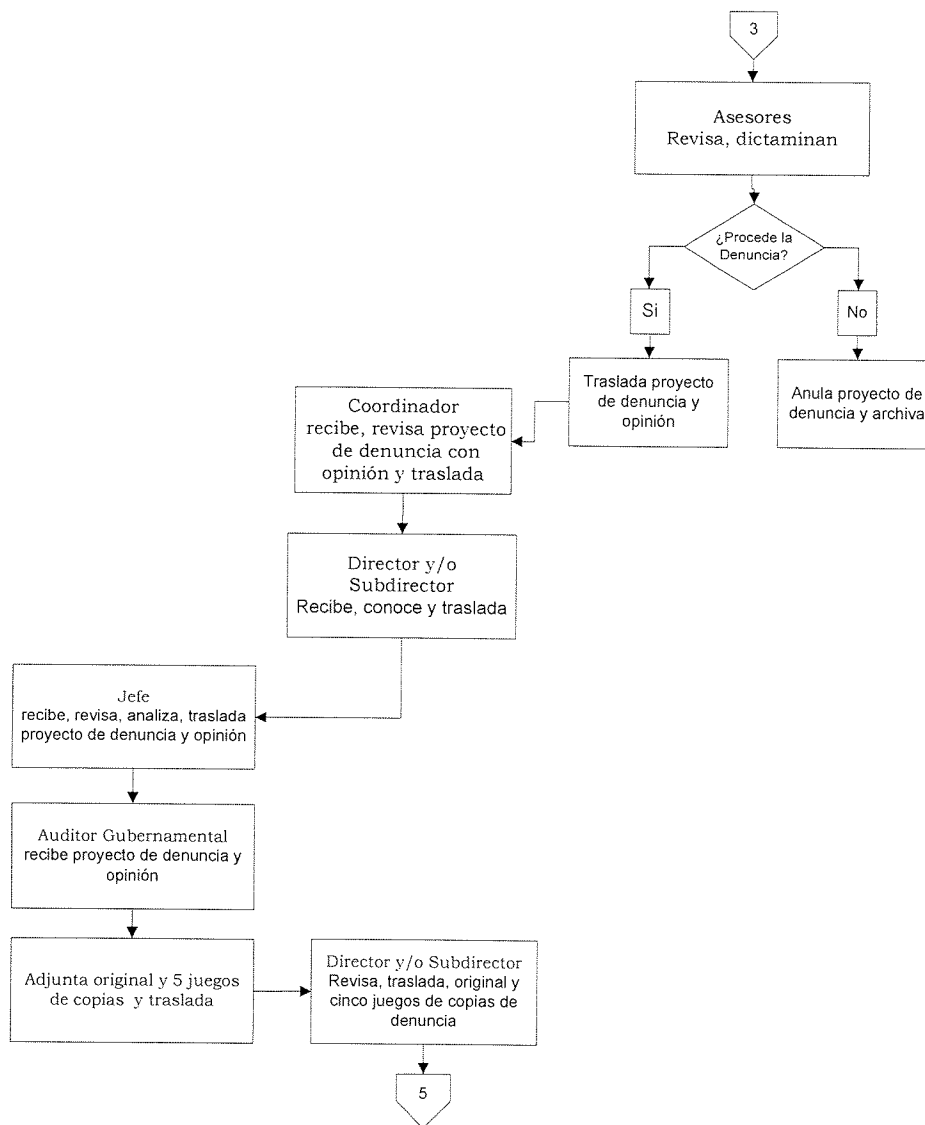 3
Asesores
Revisa, dictaminan
¿Procede la
Denuncia?
Si
No
Traslada proyecto
de denuncia y
opinión
Anula proyecto de
denuncia y archiva
Coordinador
recibe, revisa proyecto
de denuncia con
opinión y traslada
Director y/o
Subdirector
Recibe, conoce y traslada
Jefe
recibe, revisa, analiza, traslada
proyecto de denuncia y opinión
Auditor Gubernamental
recibe proyecto de denuncia y
opinión
Adjunta original y 5 juegos
de copias y traslada
Director y/o Subdirector
Revisa, traslada, original y
cinco juegos de copias de
denuncia
5